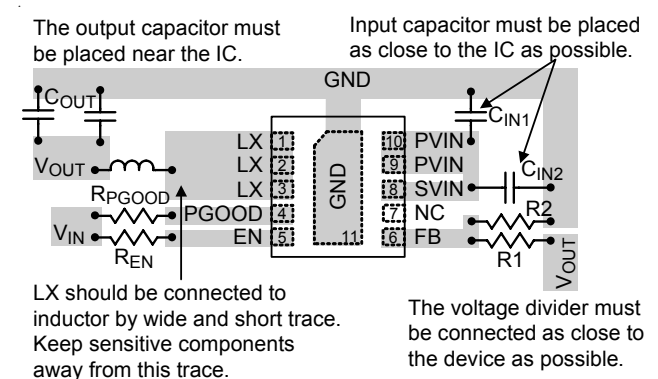 The output capacitor must
be placed near the IC.
Input capacitor must be placed
as close to the IC as possible.
GND
COUT
CIN1
LX 1
10 PVIN
LX 2
9 PVIN
VOUT
CIN2
LX 3
8 SVIN
RPGOOD
GND
PGOOD 4
7 NC
R2
VIN
EN 5
11
6 FB
REN
R1
VOUT
LX should be connected to
inductor by wide and short trace.
Keep sensitive components
away from this trace.
The voltage divider must
be connected as close to
the device as possible.